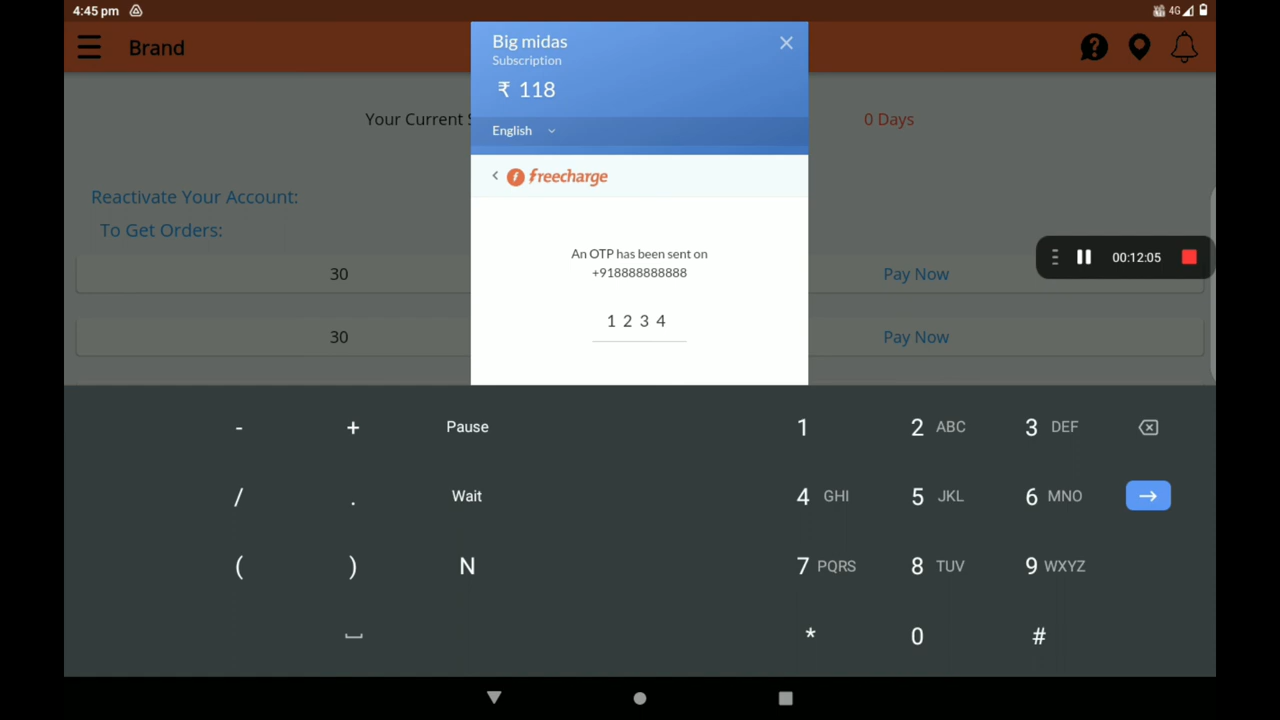 4:45 pm
4G
Brand
Big midas
Subscription
₹ 118
English
Your Current
0 Days
freecharge
Reactivate Your Account:
To Get Orders:
An OTP has been sent on
+918888888888
30 Pay Now
00:12:05
1 2 3 4
30 Pay Now
- + Pause 1 2 ABC 3 DEF
/ . Wait 4 GHI 5 JKL 6 MNO
( ) N 7 PQRS 8 TUV 9 WXYZ
* 0 #